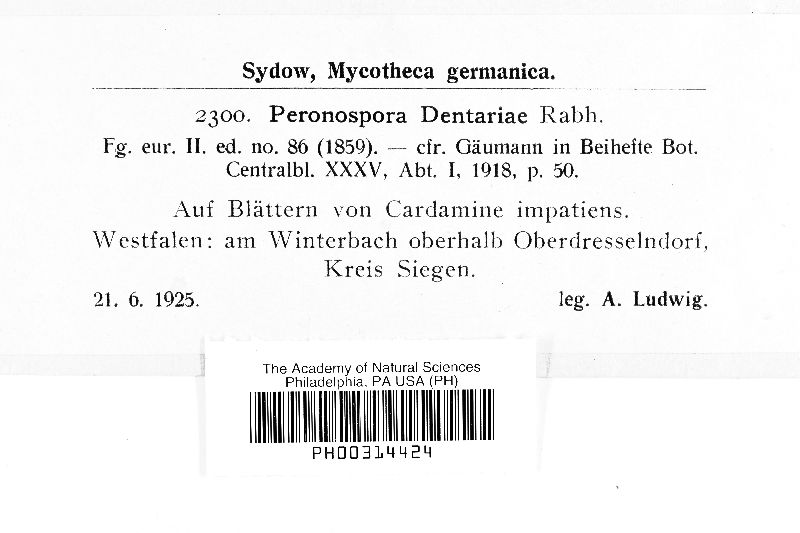 Sydow, Mycotheca germanica.
2300. Peronospora Dentariae Rabh.
Fg. eur. II. ed. no. 86 (1859). — cfr. Gäumann in Beihefte Bot.
Centralbl. XXXV, Abt. I, 1918, p. 50.
Auf Blättern von Cardamine impatiens.
Westfalen: am Winterbach oberhalb Oberdresselndorf,
Kreis Siegen.
21. 6. 1925. leg. A. Ludwig.
The Academy of Natural Sciences
Philadelphia, PA USA (PH)
PH00314424